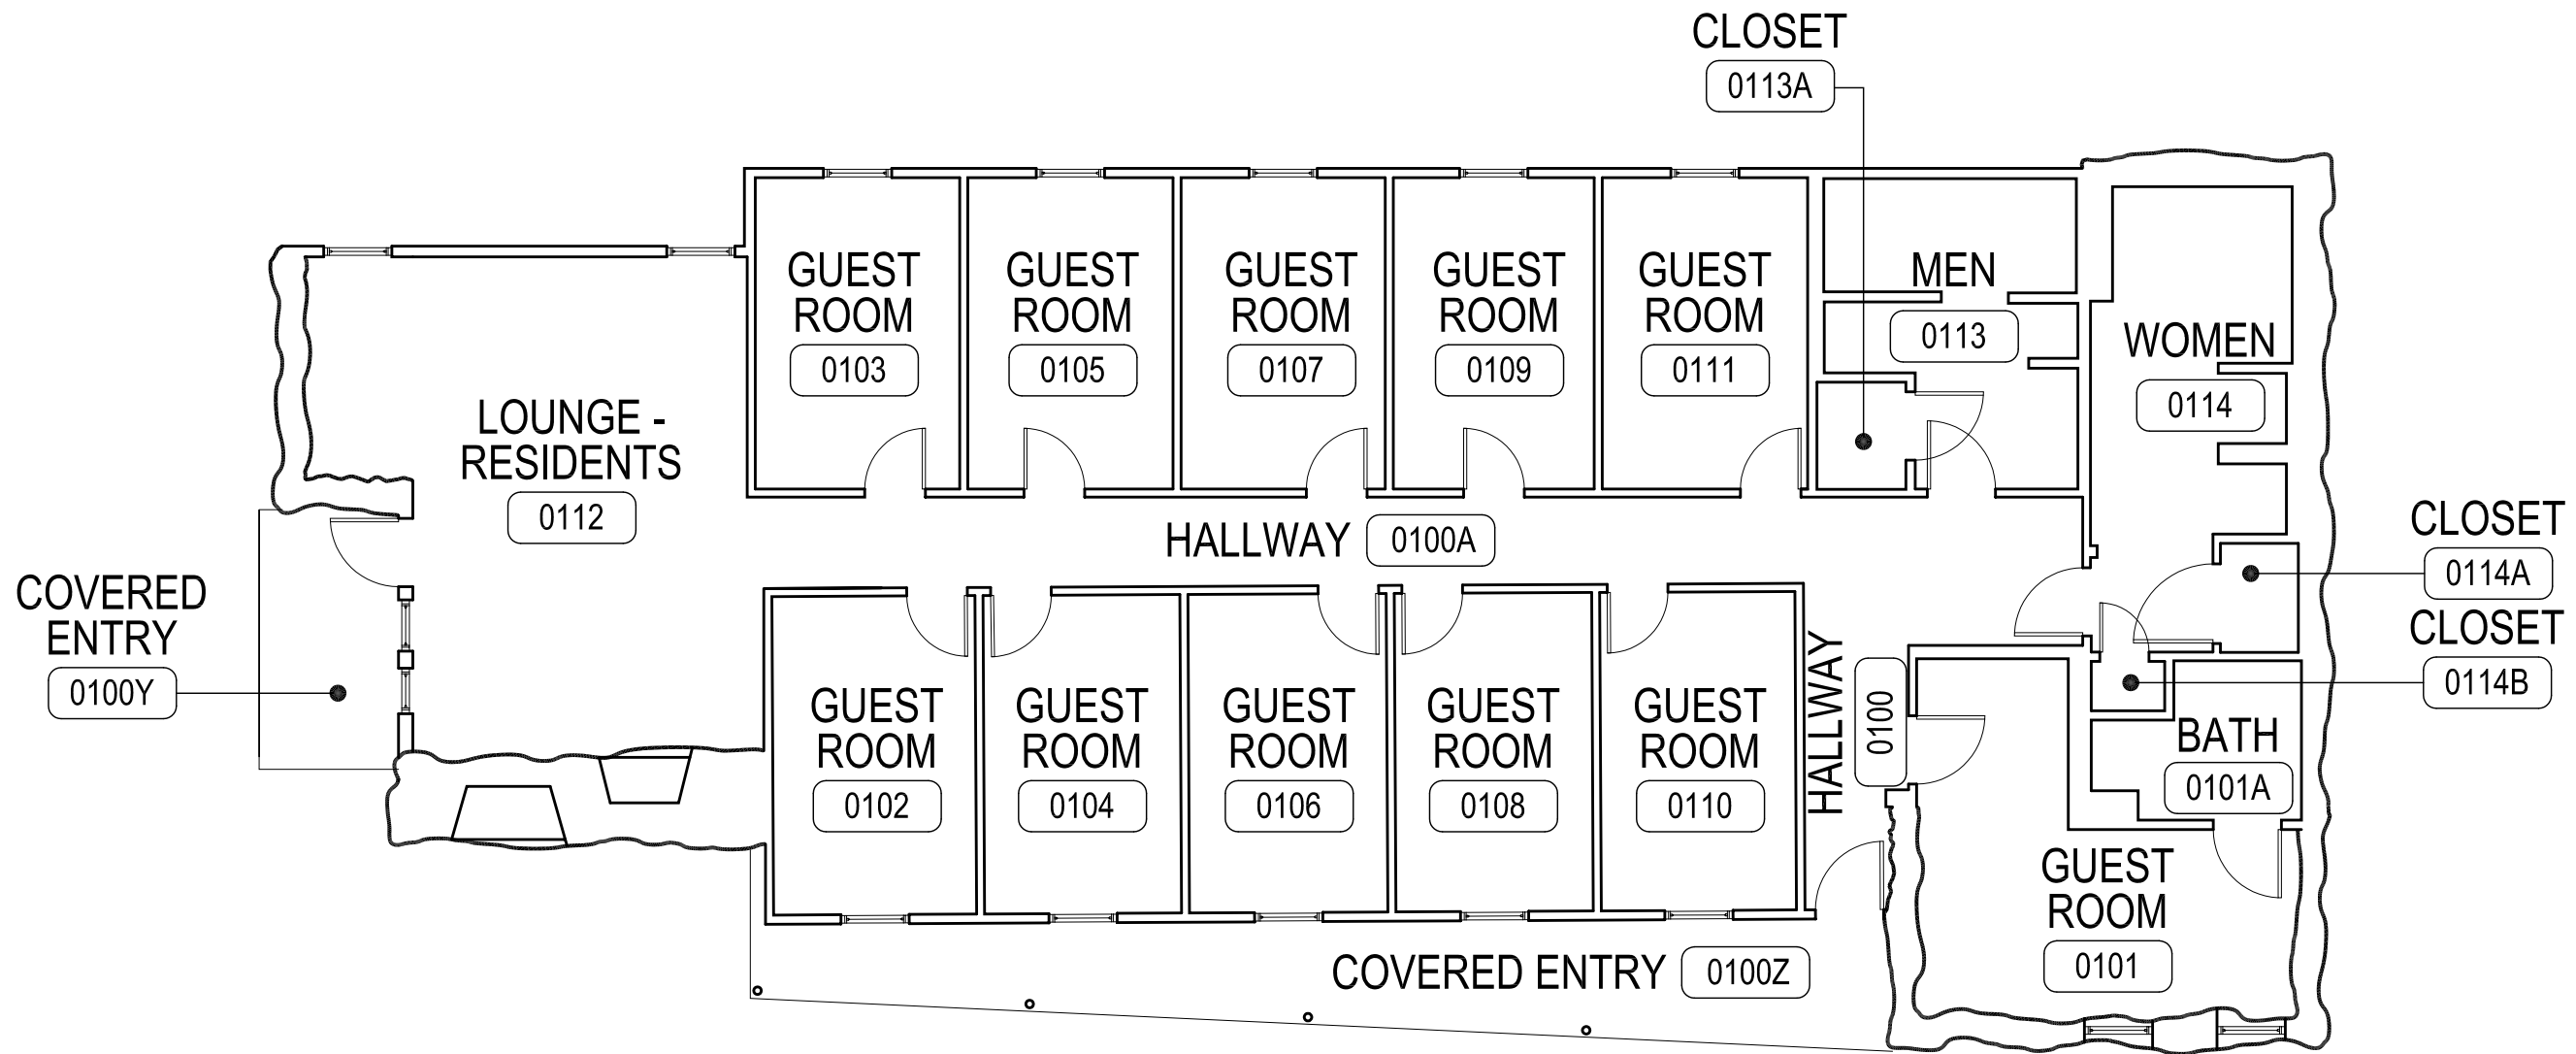 CLOSET
0113A
GUEST
ROOM
0103
GUEST
ROOM
0105
GUEST
ROOM
0107
GUEST
ROOM
0109
GUEST
ROOM
0111
MEN
0113
WOMEN
0114
LOUNGE -
RESIDENTS
0112
HALLWAY 0100A
CLOSET
0114A
CLOSET
0114B
COVERED
ENTRY
0100Y
GUEST
ROOM
0102
GUEST
ROOM
0104
GUEST
ROOM
0106
GUEST
ROOM
0108
GUEST
ROOM
0110
HALLWAY
0100
BATH
0101A
GUEST
ROOM
0101
COVERED ENTRY 0100Z